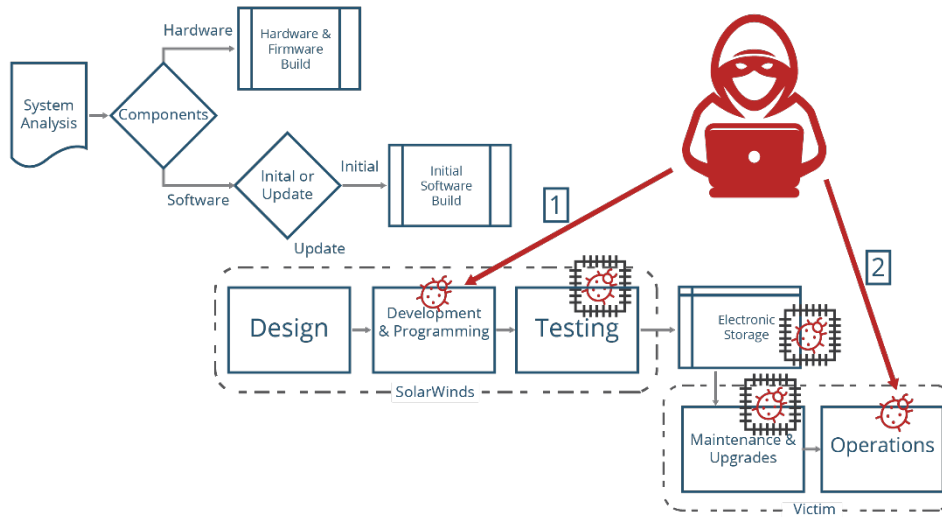 Hardware
Hardware &
Firmware
Build
System
Analysis
Components
Software
Inital or
Update
Initial
Initial
Software
Build
Update
1
2
Design
Development
& Programming
Testing
Electronic
Storage
SolarWinds
Maintenance &
Upgrades
Operations
Victim